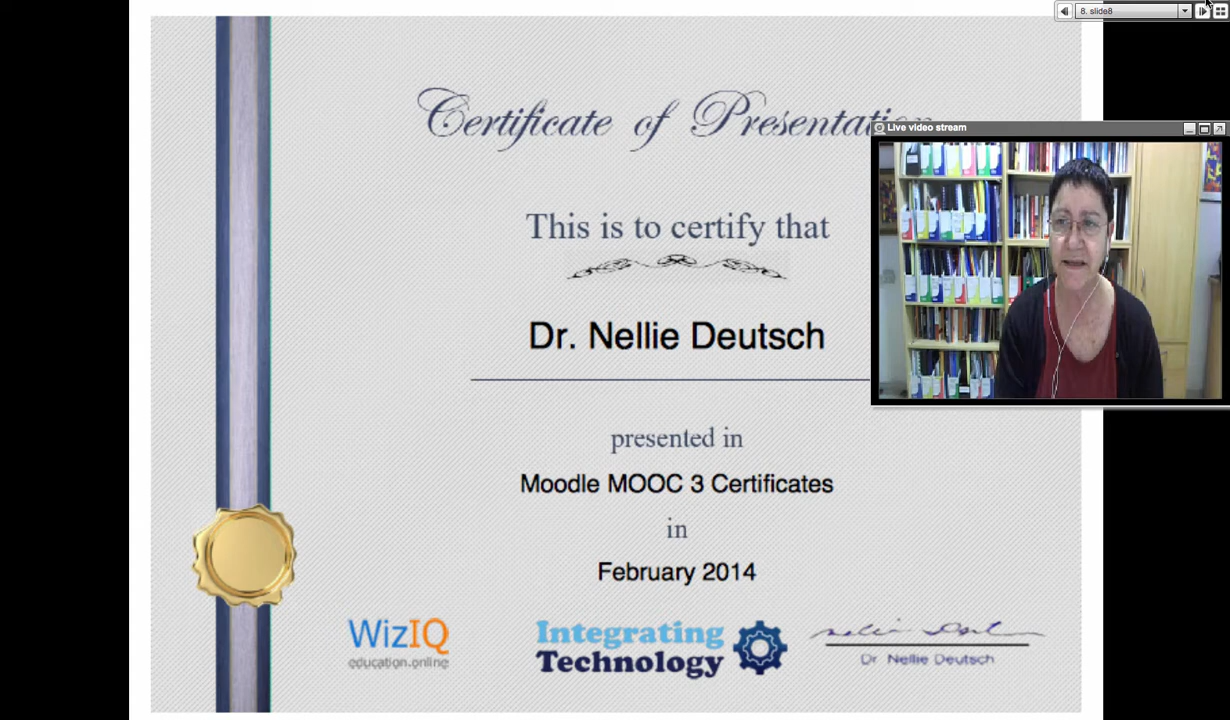 8. slide8
Certificate of Presentation
Live video stream
This is to certify that
Dr. Nellie Deutsch
presented in
Moodle MOOC 3 Certificates
in
February 2014
WizIQ
education.online
Integrating
Technology
Dr Nellie Deutsch